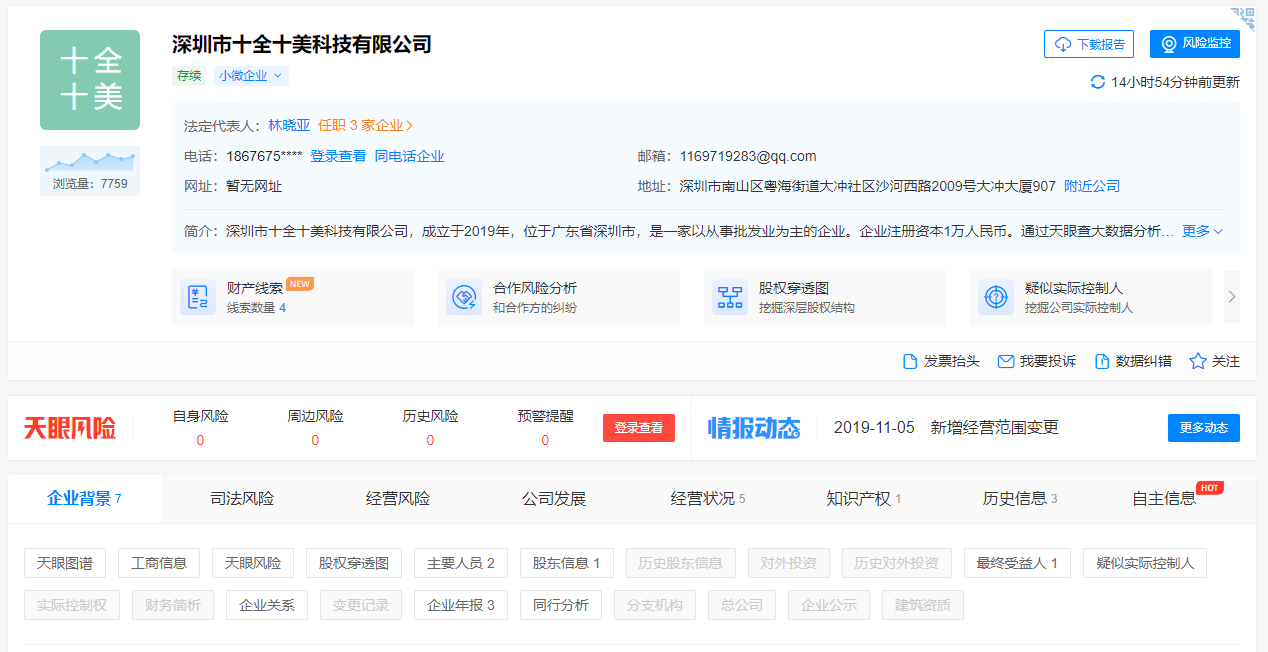 十全
十美
深圳市十全十美科技有限公司
存续 小微企业
下载报告 风险监控
14小时54分钟前更新
浏览量：7759
法定代表人：林晓亚 任职 3 家企业
电话：1867675**** 登录查看 同电话企业
邮箱：1169719283@qq.com
网址：暂无网址
地址：深圳市南山区粤海街道大冲社区沙河西路2009号大冲大厦907 附近公司
简介：深圳市十全十美科技有限公司，成立于2019年，位于广东省深圳市，是一家以从事批发业为主的企业。企业注册资本1万人民币。通过天眼查大数据分析... 更多
财产线索 NEW
线索数量 4
合作风险分析
和合作方的纠纷
股权穿透图
挖掘深层股权结构
疑似实际控制人
挖掘公司实际控制人
发票抬头 我要投诉 数据纠错 关注
天眼风险
自身风险 周边风险 历史风险 预警提醒
0 0 0 0
登录查看
情报动态 2019-11-05 新增经营范围变更 更多动态
企业背景 7 司法风险 经营风险 公司发展 经营状况 5 知识产权 1 历史信息 3 自主信息 HOT
天眼图谱 工商信息 天眼风险 股权穿透图 主要人员 2 股东信息 1 历史股东信息 对外投资 历史对外投资 最终受益人 1 疑似实际控制人
实际控制权 财务简析 企业关系 变更记录 企业年报 3 同行分析 分支机构 总公司 企业公示 建筑资质